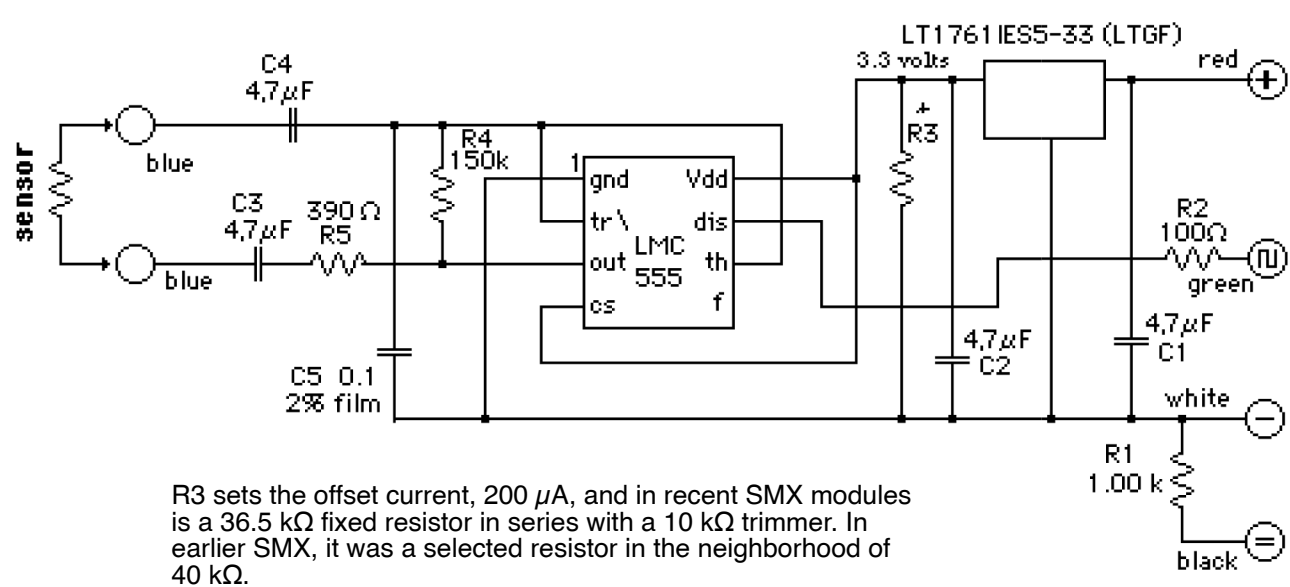 LT1761IES5-33 (LTGF)
3.3 volts
red
+
C4
4,7µF
+
R3
R4
150k
blue
1
gnd
Vdd
sensor
tr\
dis
LMC
555
C3
4,7µF
390 Ω
R5
out
th
R2
100Ω
blue
green
cs
f
4,7µF
C2
4,7µF
C1
C5 0.1
2% film
white
−
R1
1.00 k
R3 sets the offset current, 200 µA, and in recent SMX modules
is a 36.5 kΩ fixed resistor in series with a 10 kΩ trimmer. In
earlier SMX, it was a selected resistor in the neighborhood of
40 kΩ.
black
=